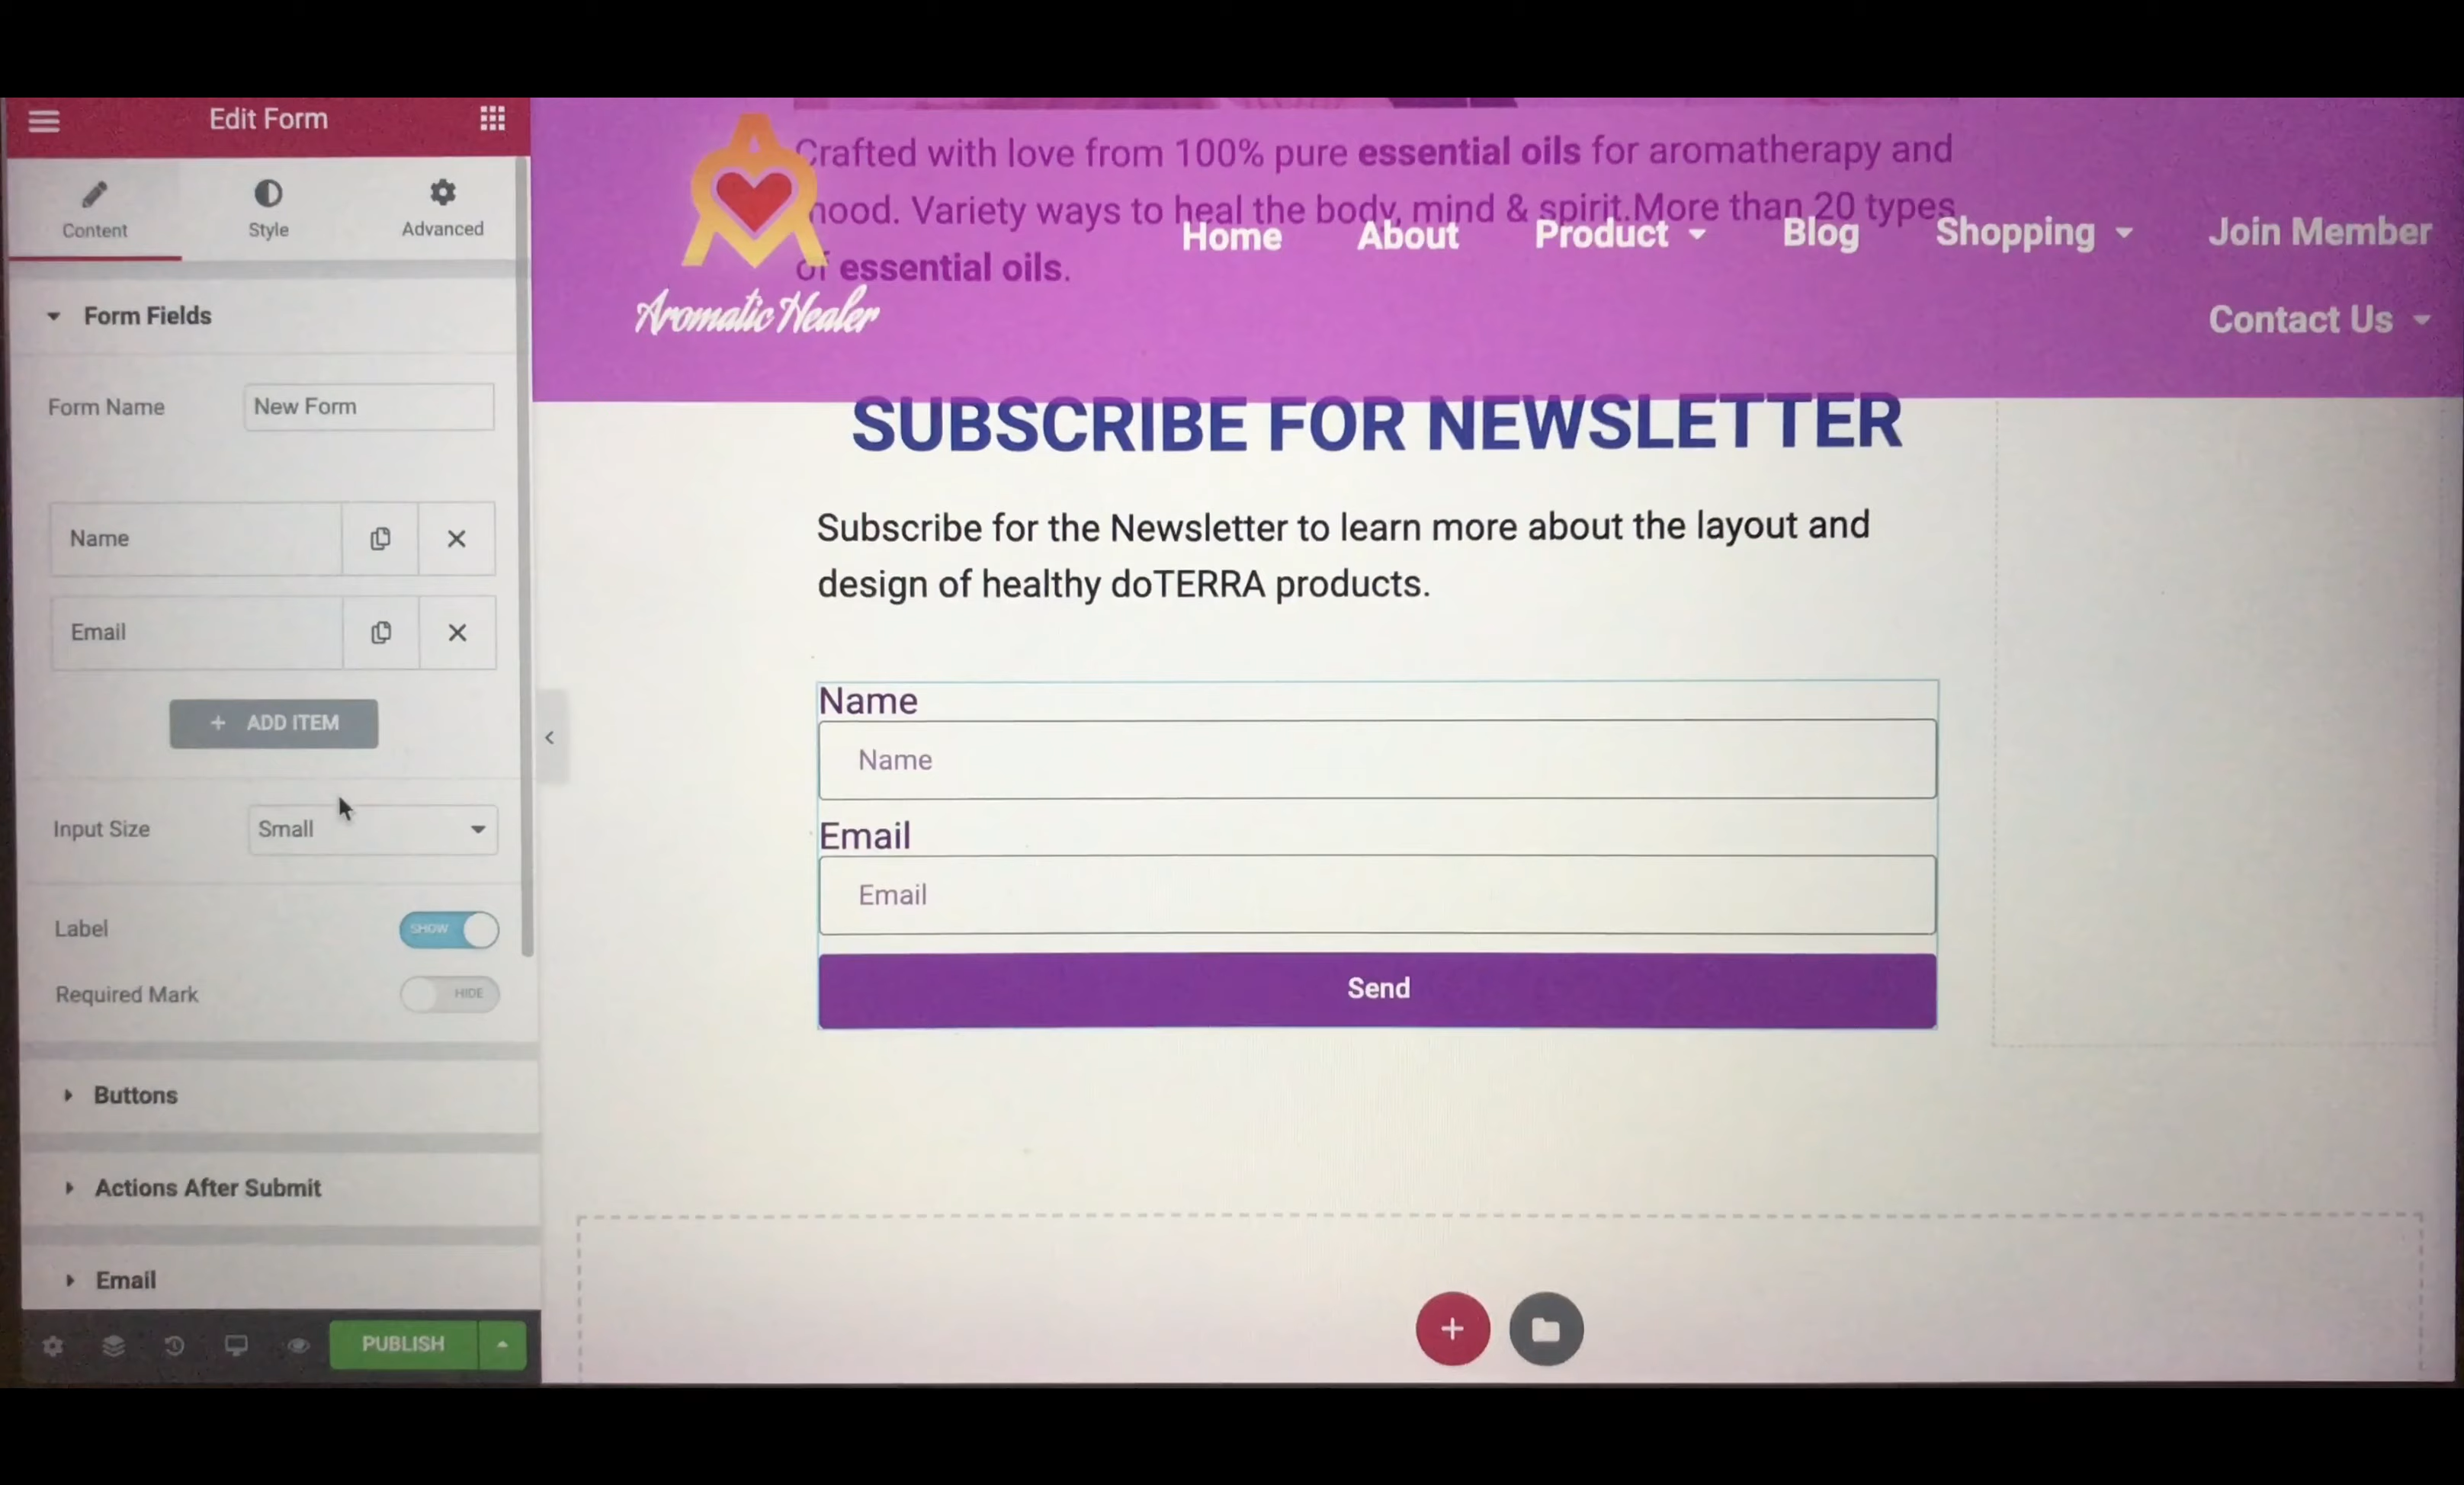 Edit Form
Content
Style
Advanced
Form Fields
Form Name
New Form
Name
Email
+ ADD ITEM
Input Size
Small
Label
SHOW
Required Mark
HIDE
Buttons
Actions After Submit
Email
PUBLISH
Crafted with love from 100% pure essential oils for aromatherapy and
mood. Variety ways to heal the body, mind & spirit.More than 20 types
of essential oils.
Aromatic Healer
Home
About
Product
Blog
Shopping
Join Member
Contact Us
SUBSCRIBE FOR NEWSLETTER
Subscribe for the Newsletter to learn more about the layout and
design of healthy doTERRA products.
Name
Name
Email
Email
Send